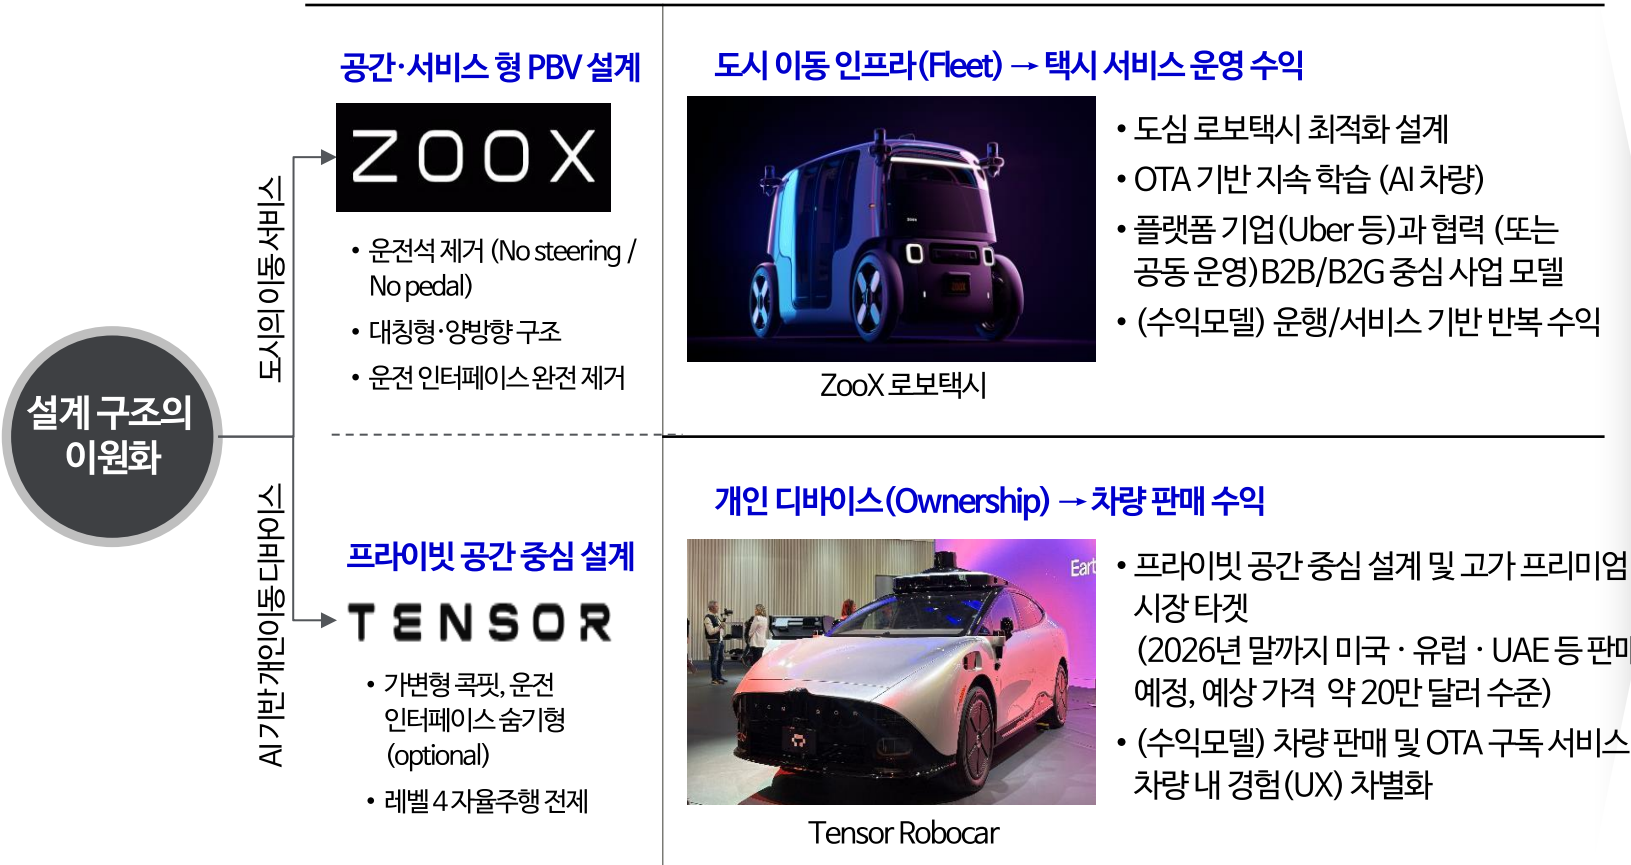 설계 구조의
이원화
도시의 이동 서비스
AI 기반 개인이동 디바이스
공간·서비스 형 PBV 설계
ZOOX
• 운전석 제거 (No steering /
No pedal)
• 대칭형·양방향 구조
• 운전 인터페이스 완전 제거
도시 이동 인프라(Fleet) → 택시 서비스 운영 수익
ZOOX
ZooX 로보택시
• 도심 로보택시 최적화 설계
• OTA 기반 지속 학습 (AI 차량)
• 플랫폼 기업(Uber 등)과 협력 (또는
공동 운영)B2B/B2G 중심 사업 모델
• (수익모델) 운행/서비스 기반 반복 수익
프라이빗 공간 중심 설계
TENSOR
• 가변형 콕핏, 운전
인터페이스 숨기형
(optional)
• 레벨 4 자율주행 전제
개인 디바이스(Ownership) → 차량 판매 수익
Eart
TENSOR
Tensor Robocar
• 프라이빗 공간 중심 설계 및 고가 프리미엄
시장 타겟
(2026년 말까지 미국 · 유럽 · UAE 등 판매
예정, 예상 가격 약 20만 달러 수준)
• (수익모델) 차량 판매 및 OTA 구독 서비스
차량 내 경험(UX) 차별화